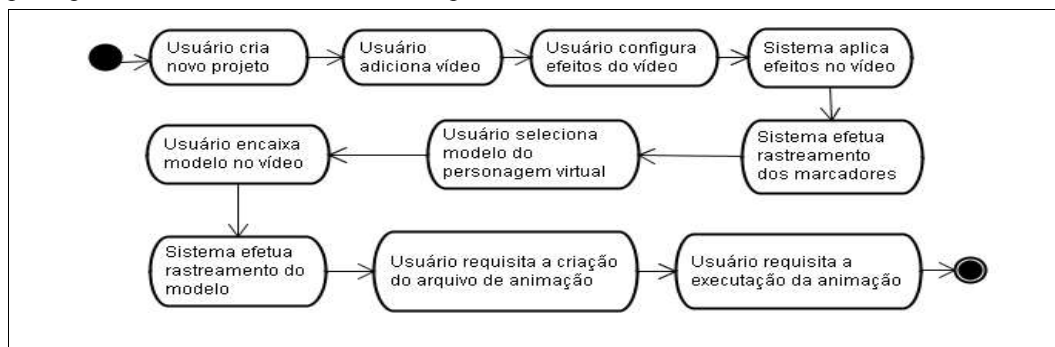 Usuário cria
novo projeto
Usuário
adiciona vídeo
Usuário configura
efeitos do vídeo
Sistema aplica
efeitos no vídeo
Sistema efetua
rastreamento
dos marcadores
Usuário seleciona
modelo do
personagem virtual
Usuário encaixa
modelo no vídeo
Sistema efetua
rastreamento do
modelo
Usuário requisita a criação
do arquivo de animação
Usuário requisita a
executação da animação